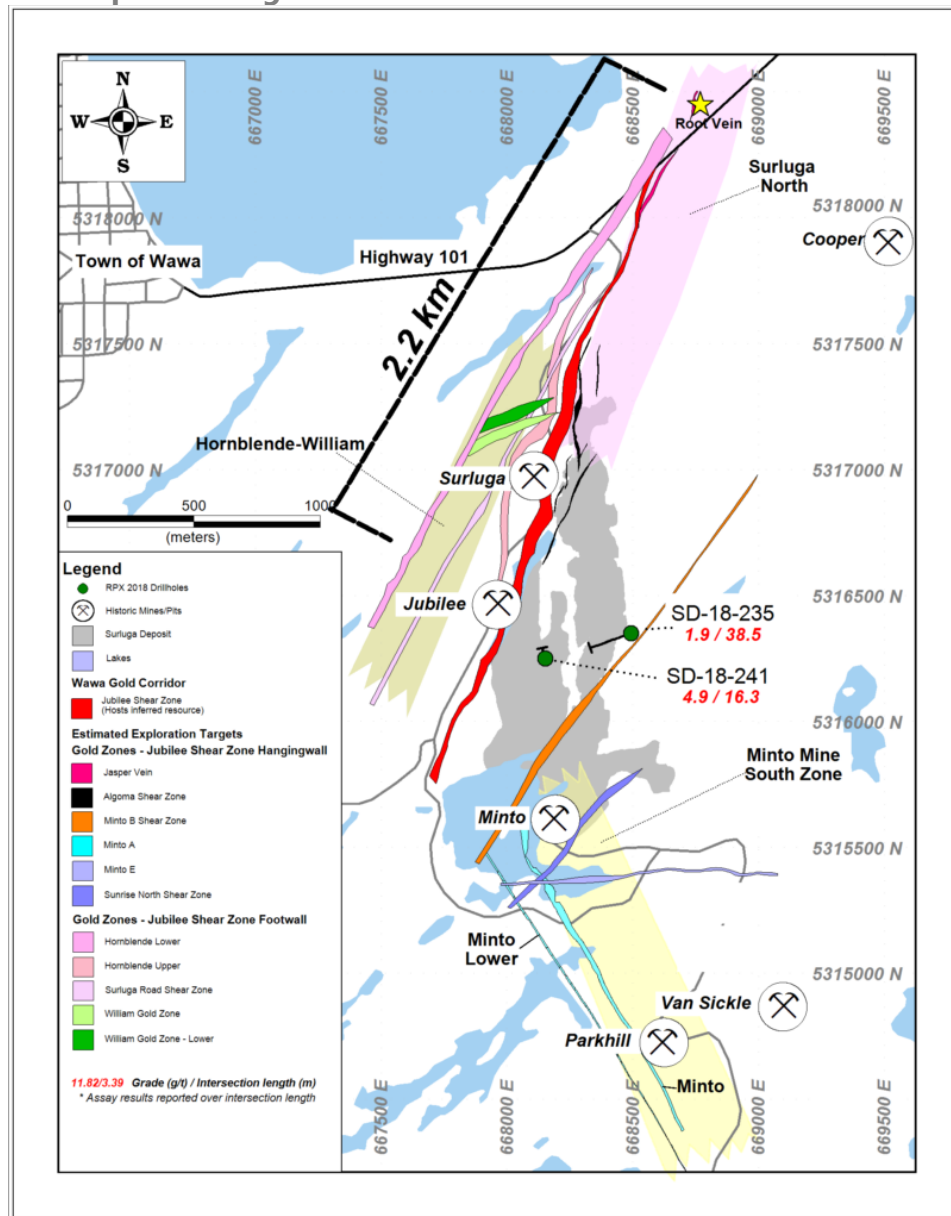 N
W E
S
667000 E
667500 E
668000 E
668500 E
669000 E
669500 E
Root Vein
Surluga
North
5318000 N
5318000 N
Cooper
Town of Wawa
Highway 101
2.2 km
5317500 N
5317500 N
Hornblende-William
5317000 N
5317000 N
Surluga
0 500 1000
(meters)
Legend
RPX 2018 Drillholes
Historic Mines/Pits
Surluga Deposit
Lakes
Wawa Gold Corridor
Jubilee Shear Zone
(Hosts inferred resource)
Estimated Exploration Targets
Gold Zones - Jubilee Shear Zone Hangingwall
Jasper Vein
Algoma Shear Zone
Minto B Shear Zone
Minto A
Minto E
Sunrise North Shear Zone
Gold Zones - Jubilee Shear Zone Footwall
Hornblende Lower
Hornblende Upper
Surluga Road Shear Zone
William Gold Zone
William Gold Zone - Lower
11.82/3.39 Grade (g/t) / Intersection length (m)
* Assay results reported over intersection length
Jubilee
5316500 N
SD-18-235
1.9 / 38.5
SD-18-241
4.9 / 16.3
5316000 N
Minto Mine
South Zone
Minto
5315500 N
Minto
Lower
5315000 N
Van Sickle
Parkhill
Minto
667500 E
668000 E
668500 E
669000 E
669500 E